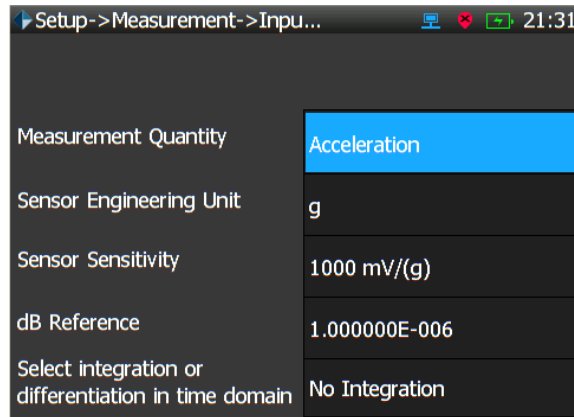 Setup->Measurement->Inpu... 21:31
Measurement Quantity Acceleration
Sensor Engineering Unit g
Sensor Sensitivity 1000 mV/(g)
dB Reference 1.000000E-006
Select integration or
differentiation in time domain No Integration